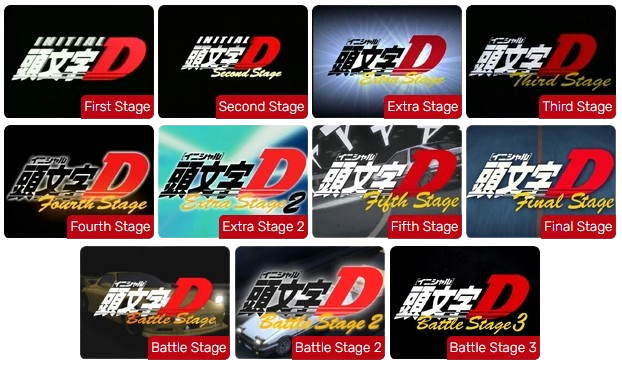 INITIAL
頭文字D
First Stage
INITIAL
頭文字D
Second Stage
Second Stage
イニシャル
頭文字D
Extra Stage
Extra Stage
イニシャル
頭文字D
Third Stage
Third Stage
イニシャル
頭文字D
Fourth Stage
Fourth Stage
イニシャル
頭文字D
Extra Stage 2
Extra Stage 2
イニシャル
頭文字D
Fifth Stage
Fifth Stage
イニシャル
頭文字D
Final Stage
Final Stage
イニシャル
頭文字D
Battle Stage
Battle Stage
イニシャル
頭文字D
Battle Stage 2
Battle Stage 2
イニシャル
頭文字D
Battle Stage 3
Battle Stage 3